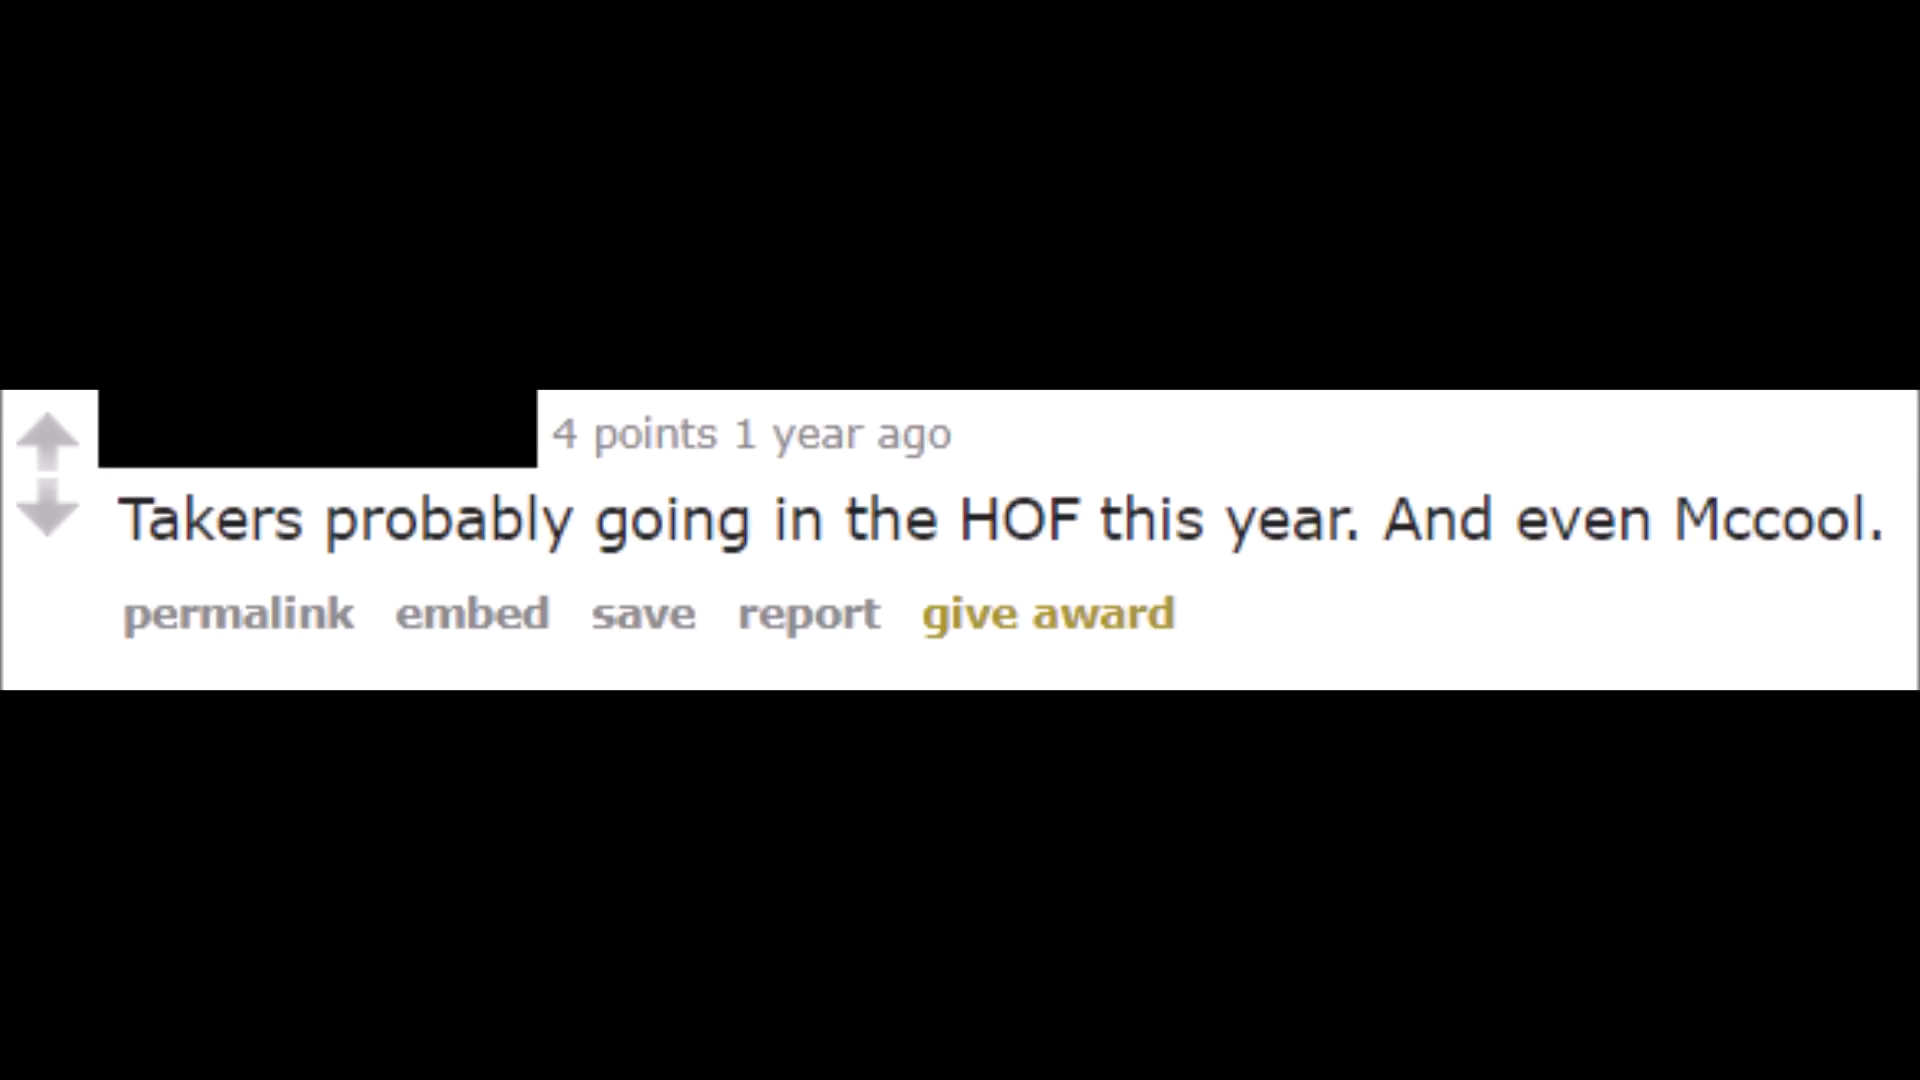 4 points 1 year ago
Takers probably going in the HOF this year. And even Mccool.
permalink embed save report give award